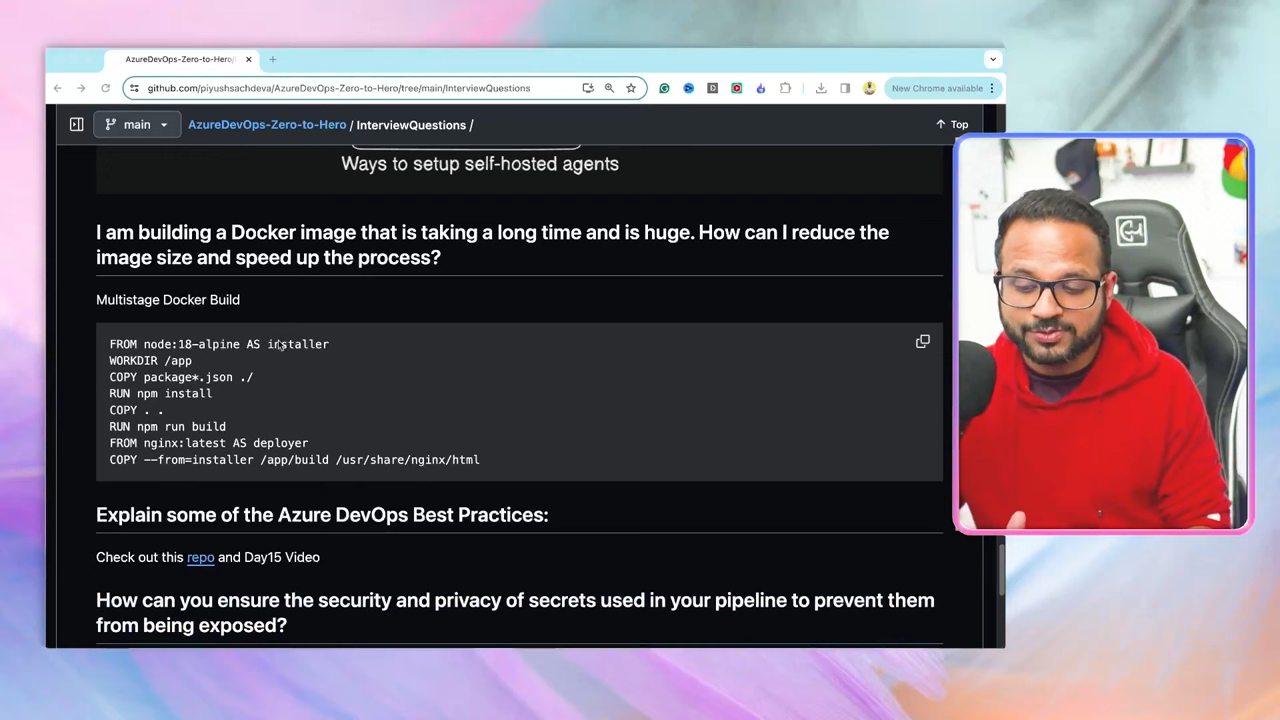 AzureDevOps-Zero-to-Hero/
github.com/piyushsachdeva/AzureDevOps-Zero-to-Hero/tree/main/InterviewQuestions
New Chrome available
main
AzureDevOps-Zero-to-Hero / InterviewQuestions /
Top
Ways to setup self-hosted agents
I am building a Docker image that is taking a long time and is huge. How can I reduce the
image size and speed up the process?
Multistage Docker Build
FROM node:18-alpine AS installer
WORKDIR /app
COPY package*.json ./
RUN npm install
COPY . .
RUN npm run build
FROM nginx:latest AS deployer
COPY --from=installer /app/build /usr/share/nginx/html
Explain some of the Azure DevOps Best Practices:
Check out this repo and Day15 Video
How can you ensure the security and privacy of secrets used in your pipeline to prevent them
from being exposed?